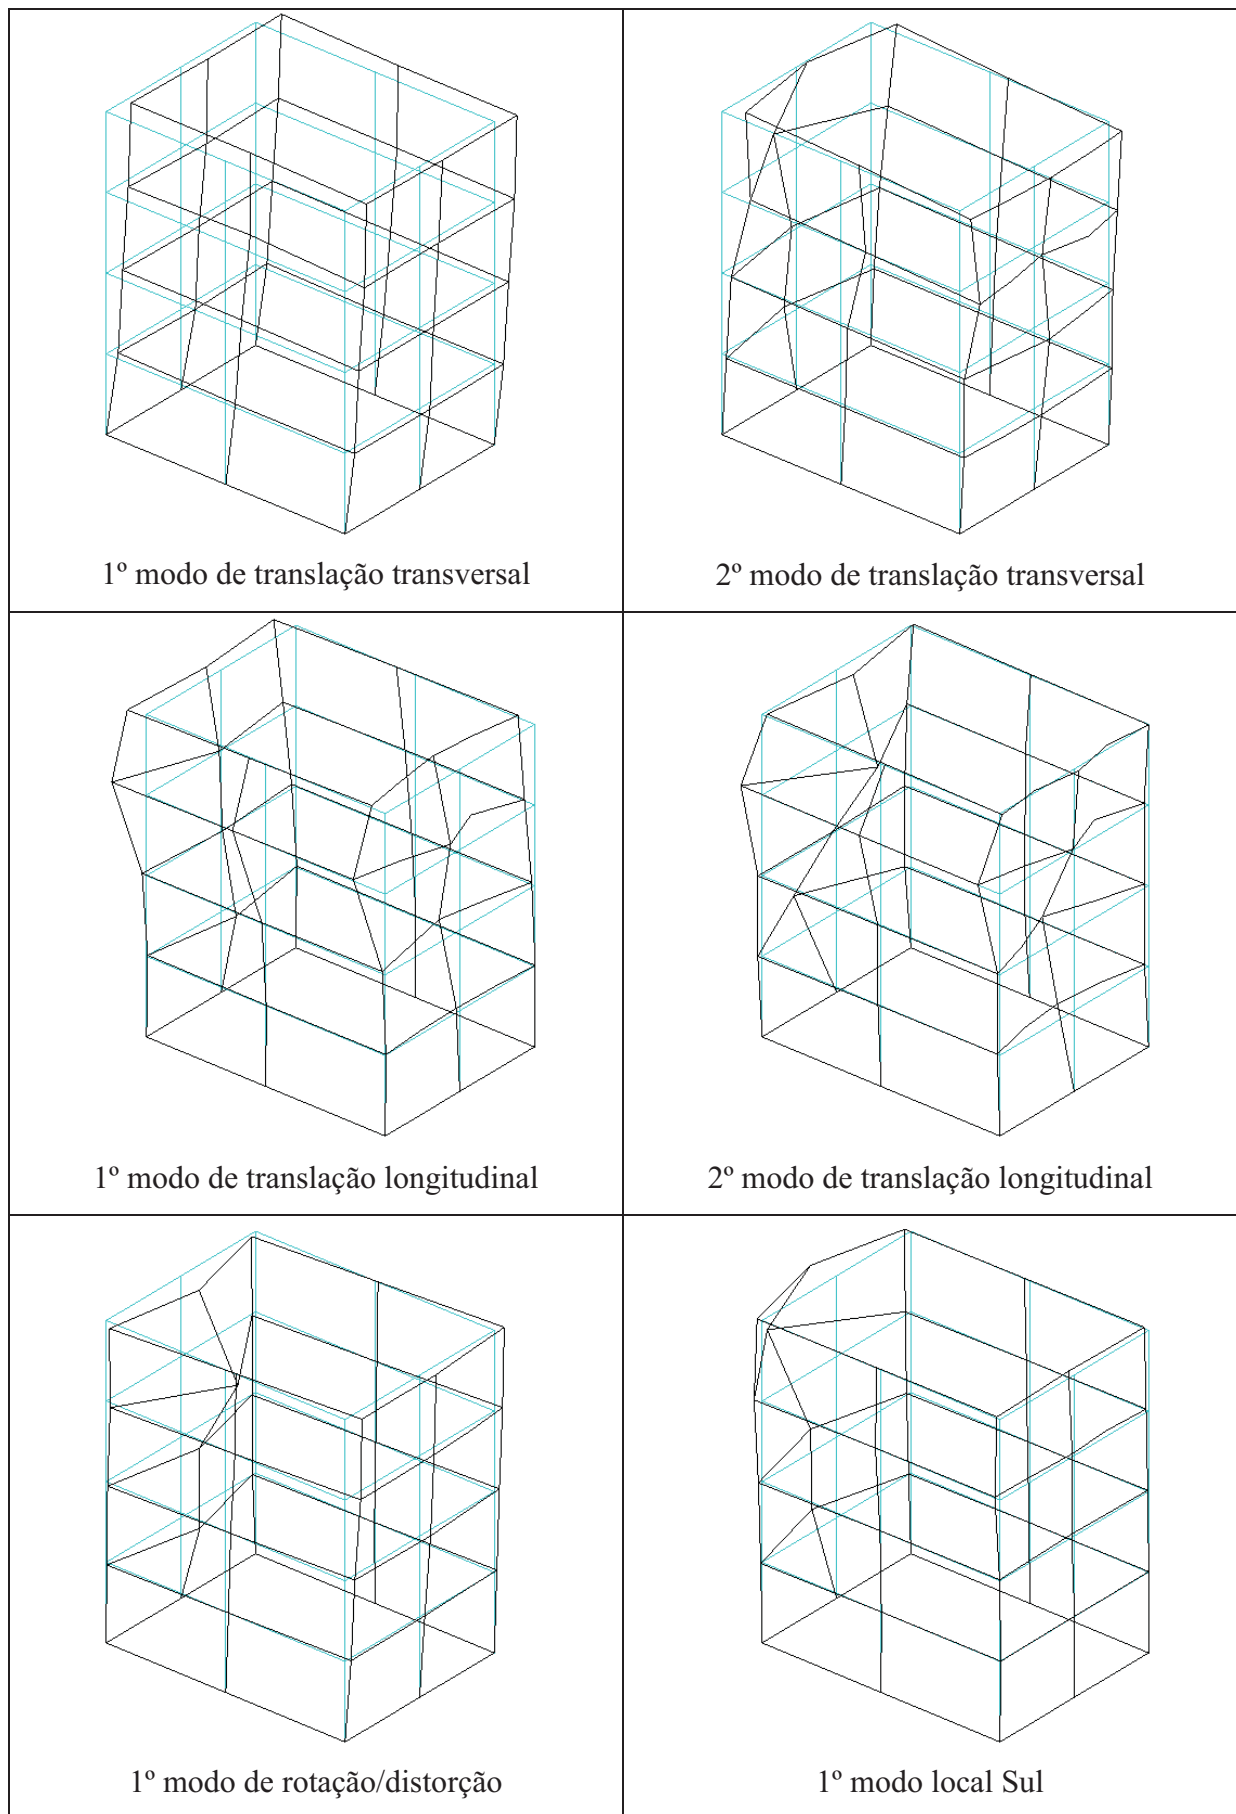 1º modo de translação transversal
2º modo de translação transversal
1º modo de translação longitudinal
2º modo de translação longitudinal
1º modo de rotação/distorção
1º modo local Sul